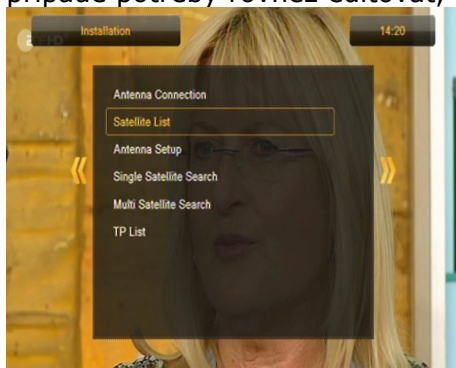 případe potřeby rovněž editovat,
Installation
14:20
Antenna Connection
Satellite List
Antenna Setup
Single Satellite Search
Multi Satellite Search
TP List